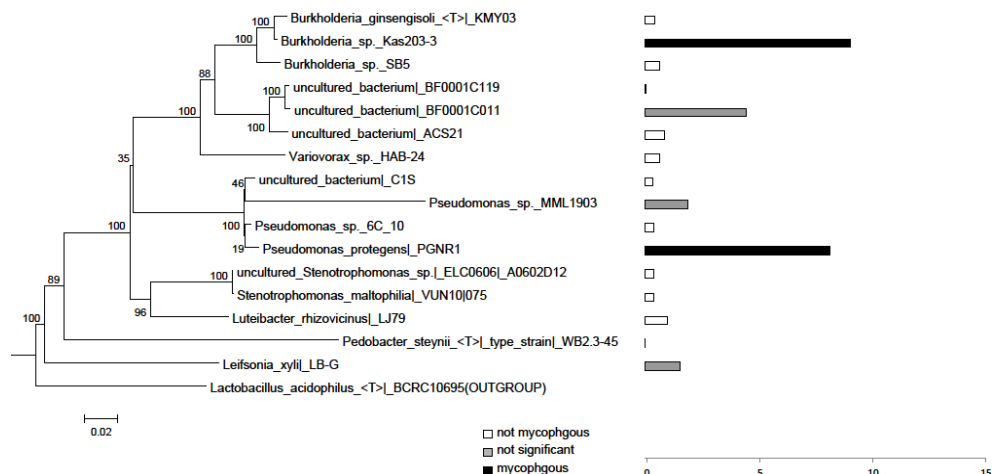 100
Burkholderia_ginsengisoli_<T>|_KMY03
100
Burkholderia_sp._Kas203-3
Burkholderia_sp._SB5
88
uncultured_bacterium|_BF0001C119
100
uncultured_bacterium|_BF0001C011
100
100
uncultured_bacterium|_ACS21
35
Variovorax_sp._HAB-24
46
uncultured_bacterium|_C1S
Pseudomonas_sp._MML1903
100
100
Pseudomonas_sp._6C_10
19
Pseudomonas_protegens|_PGNR1
89
100
uncultured_Stenotrophomonas_sp.|_ELC0606|_A0602D12
Stenotrophomonas_maltophilia|_VUN10|075
100
96
Luteibacter_rhizovicinus|_LJ79
Pedobacter_steynii_<T>|_type_strain|_WB2.3-45
Leifsonia_xyli|_LB-G
Lactobacillus_acidophilus_<T>|_BCRC10695(OUTGROUP)
0.02
not mycophgous
not significant
mycophgous
0 5 10 15